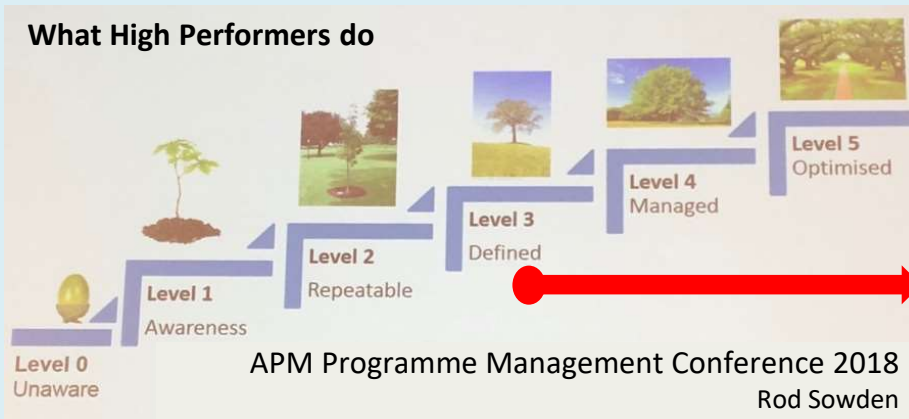 What High Performers do
Level 5
Optimised
Level 4
Managed
Level 3
Defined
Level 2
Repeatable
Level 1
Awareness
Level 0
Unaware
APM Programme Management Conference 2018
Rod Sowden